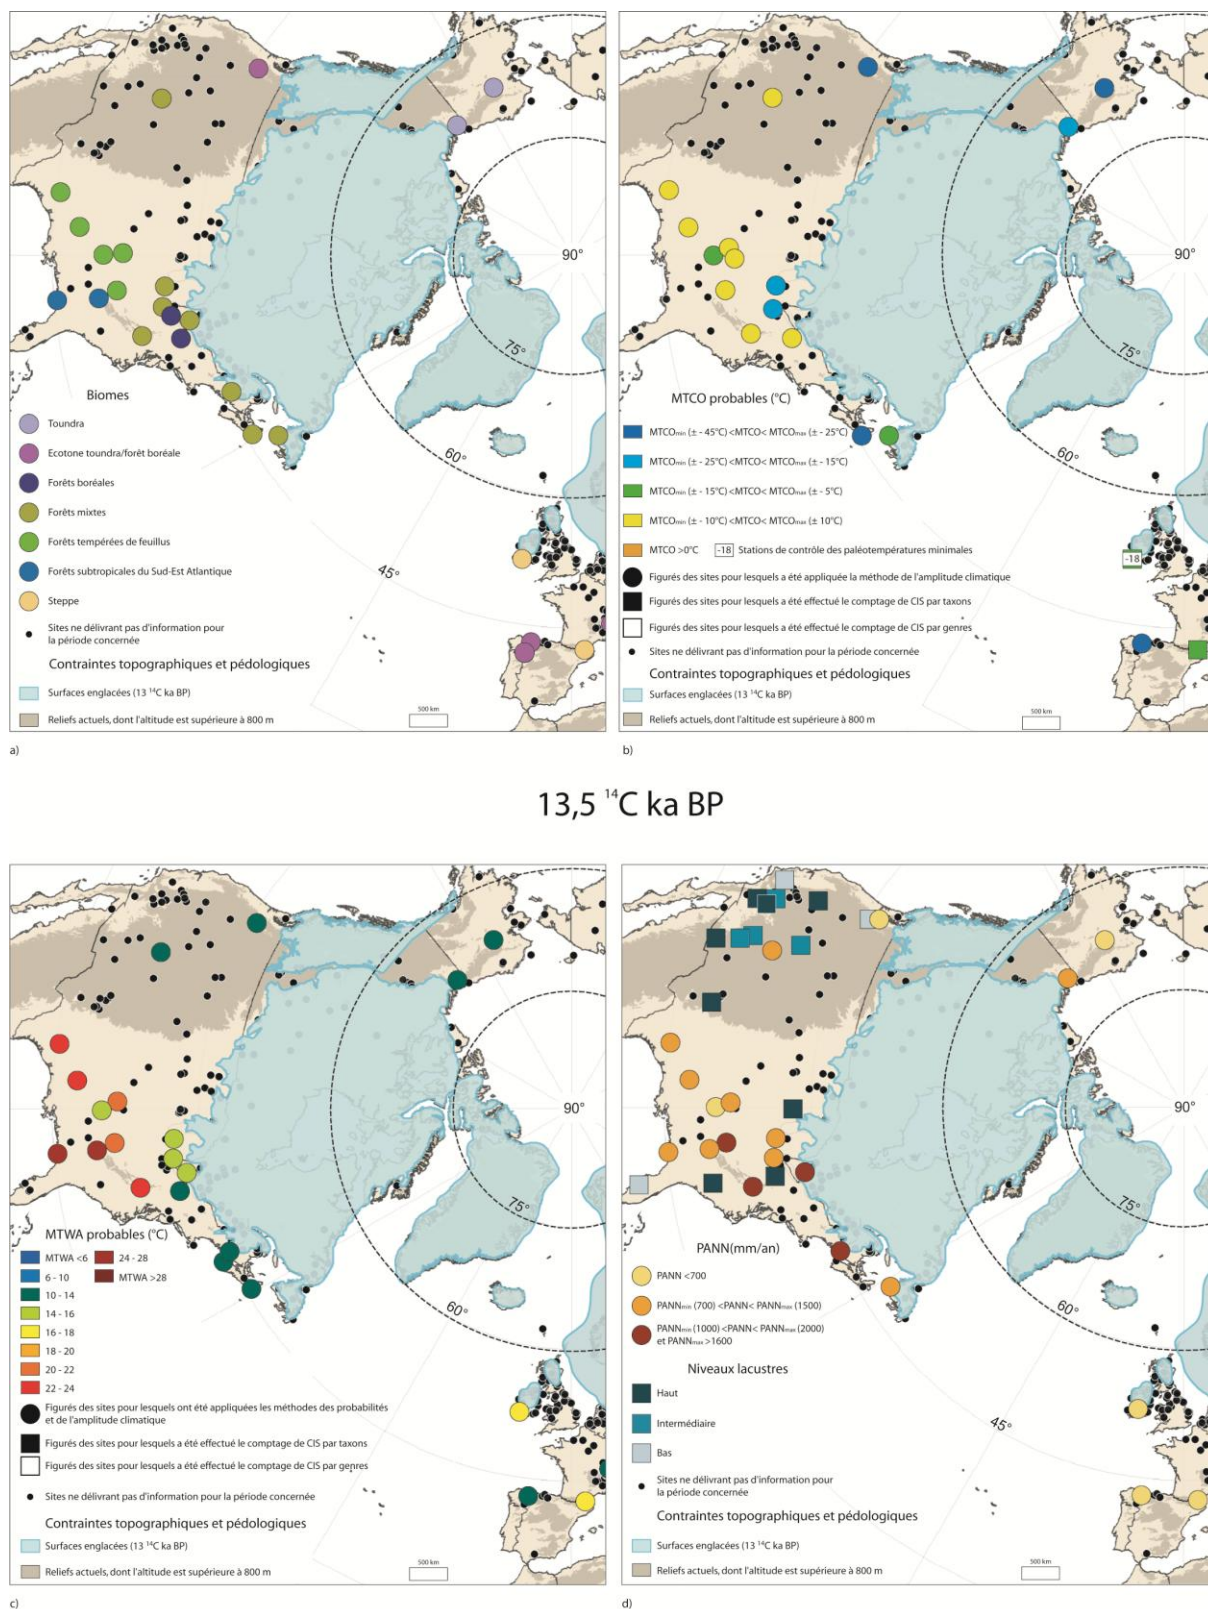 90°
75°
60°
45°
Biomes
Toundra
Ecotone toundra/forêt boréale
Forêts boréales
Forêts mixtes
Forêts tempérées de feuillus
Forêts subtropicales du Sud-Est Atlantique
Steppe
Sites ne délivrant pas d'information pour
la période concernée
Contraintes topographiques et pédologiques
Surfaces englacées (13 ¹⁴C ka BP)
Reliefs actuels, dont l'altitude est supérieure à 800 m
500 km
a)
90°
75°
60°
MTCO probables (°C)
MTCOmin (± - 45°C) <MTCO< MTCOmax (± - 25°C)
MTCOmin (± - 25°C) <MTCO< MTCOmax (± - 15°C)
MTCOmin (± - 15°C) <MTCO< MTCOmax (± - 5°C)
MTCOmin (± - 10°C) <MTCO< MTCOmax (± 10°C)
MTCO >0°C -18 Stations de contrôle des paléotempératures minimales
-18
Figurés des sites pour lesquels a été appliquée la méthode de l'amplitude climatique
Figurés des sites pour lesquels a été effectué le comptage de CIS par taxons
Figurés des sites pour lesquels a été effectué le comptage de CIS par genres
Sites ne délivrant pas d'information pour la période concernée
Contraintes topographiques et pédologiques
Surfaces englacées (13 ¹⁴C ka BP)
Reliefs actuels, dont l'altitude est supérieure à 800 m
500 km
b)
13,5 ¹⁴C ka BP
90°
75°
60°
MTWA probables (°C)
MTWA <6 24 - 28
6 - 10 MTWA >28
10 - 14
14 - 16
16 - 18
18 - 20
20 - 22
22 - 24
Figurés des sites pour lesquels ont été appliquées les méthodes des probabilités
et de l'amplitude climatique
Figurés des sites pour lesquels a été effectué le comptage de CIS par taxons
Figurés des sites pour lesquels a été effectué le comptage de CIS par genres
Sites ne délivrant pas d'information pour la période concernée
Contraintes topographiques et pédologiques
Surfaces englacées (13 ¹⁴C ka BP)
Reliefs actuels, dont l'altitude est supérieure à 800 m
500 km
c)
90°
75°
60°
45°
PANN(mm/an)
PANN <700
PANNmin (700) <PANN< PANNmax (1500)
PANNmin (1000) <PANN< PANNmax (2000)
et PANNmax >1600
Niveaux lacustres
Haut
Intermédiaire
Bas
Sites ne délivrant pas d'information pour
la période concernée
Contraintes topographiques et pédologiques
Surfaces englacées (13 ¹⁴C ka BP)
Reliefs actuels, dont l'altitude est supérieure à 800 m
500 km
d)